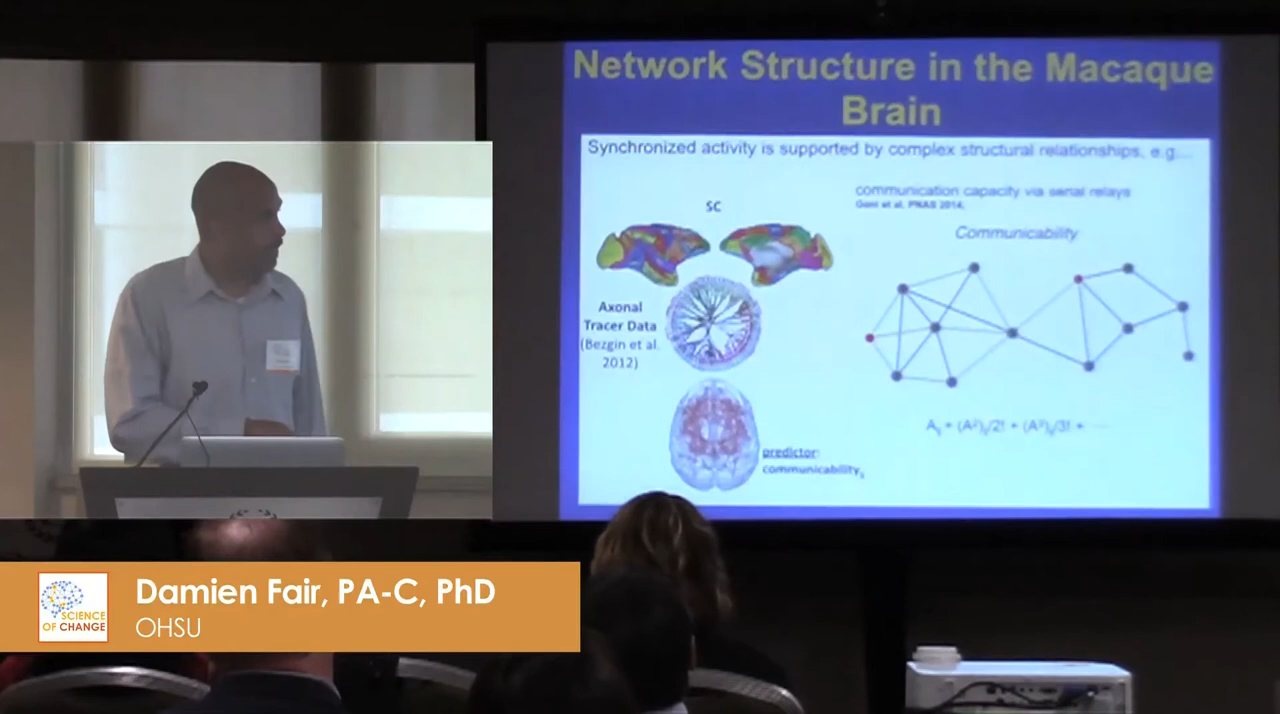 Network Structure in the Macaque
Brain
Synchronized activity is supported by complex structural relationships, e.g....
communication capacity via serial relays
Goni et al. PNAS 2014.
SC
Communicability
Axonal
Tracer Data
(Bezgin et al.
2012)
predictor:
communicability
Damien Fair, PA-C, PhD
OHSU
SCIENCE
OF CHANGE